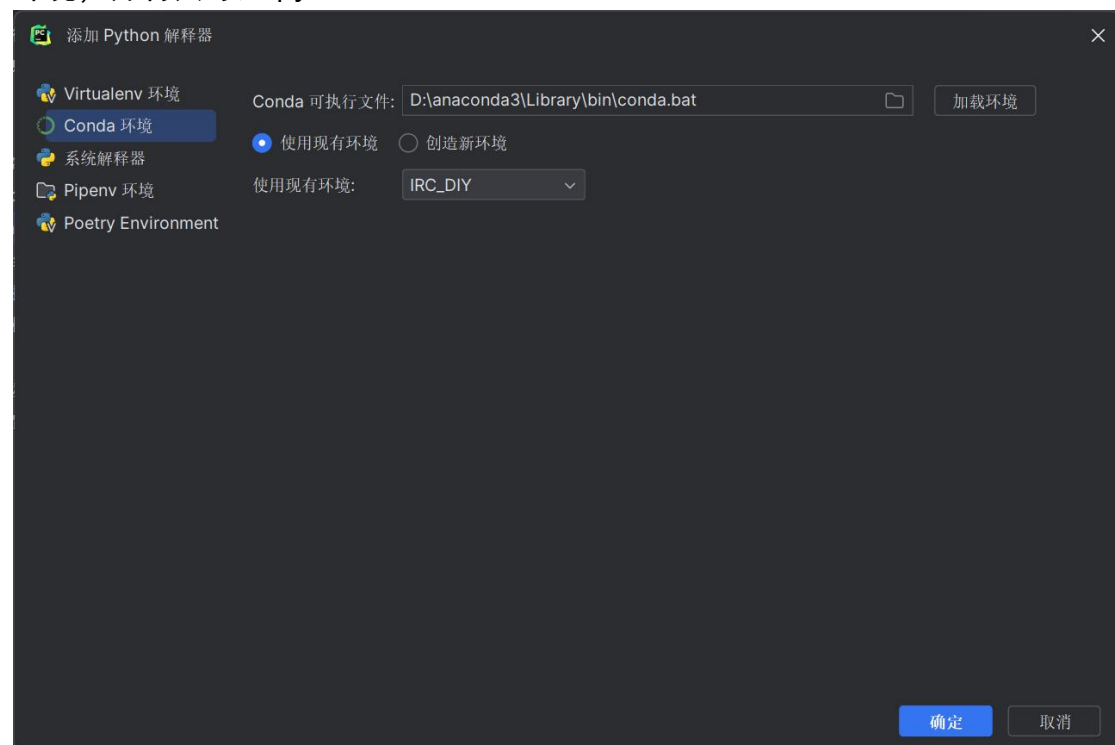 添加 Python 解释器
Virtualenv 环境
Conda 环境
系统解释器
Pipenv 环境
Poetry Environment
Conda 可执行文件: D:\anaconda3\Library\bin\conda.bat 加载环境
使用现有环境 创造新环境
使用现有环境: IRC_DIY
确定 取消